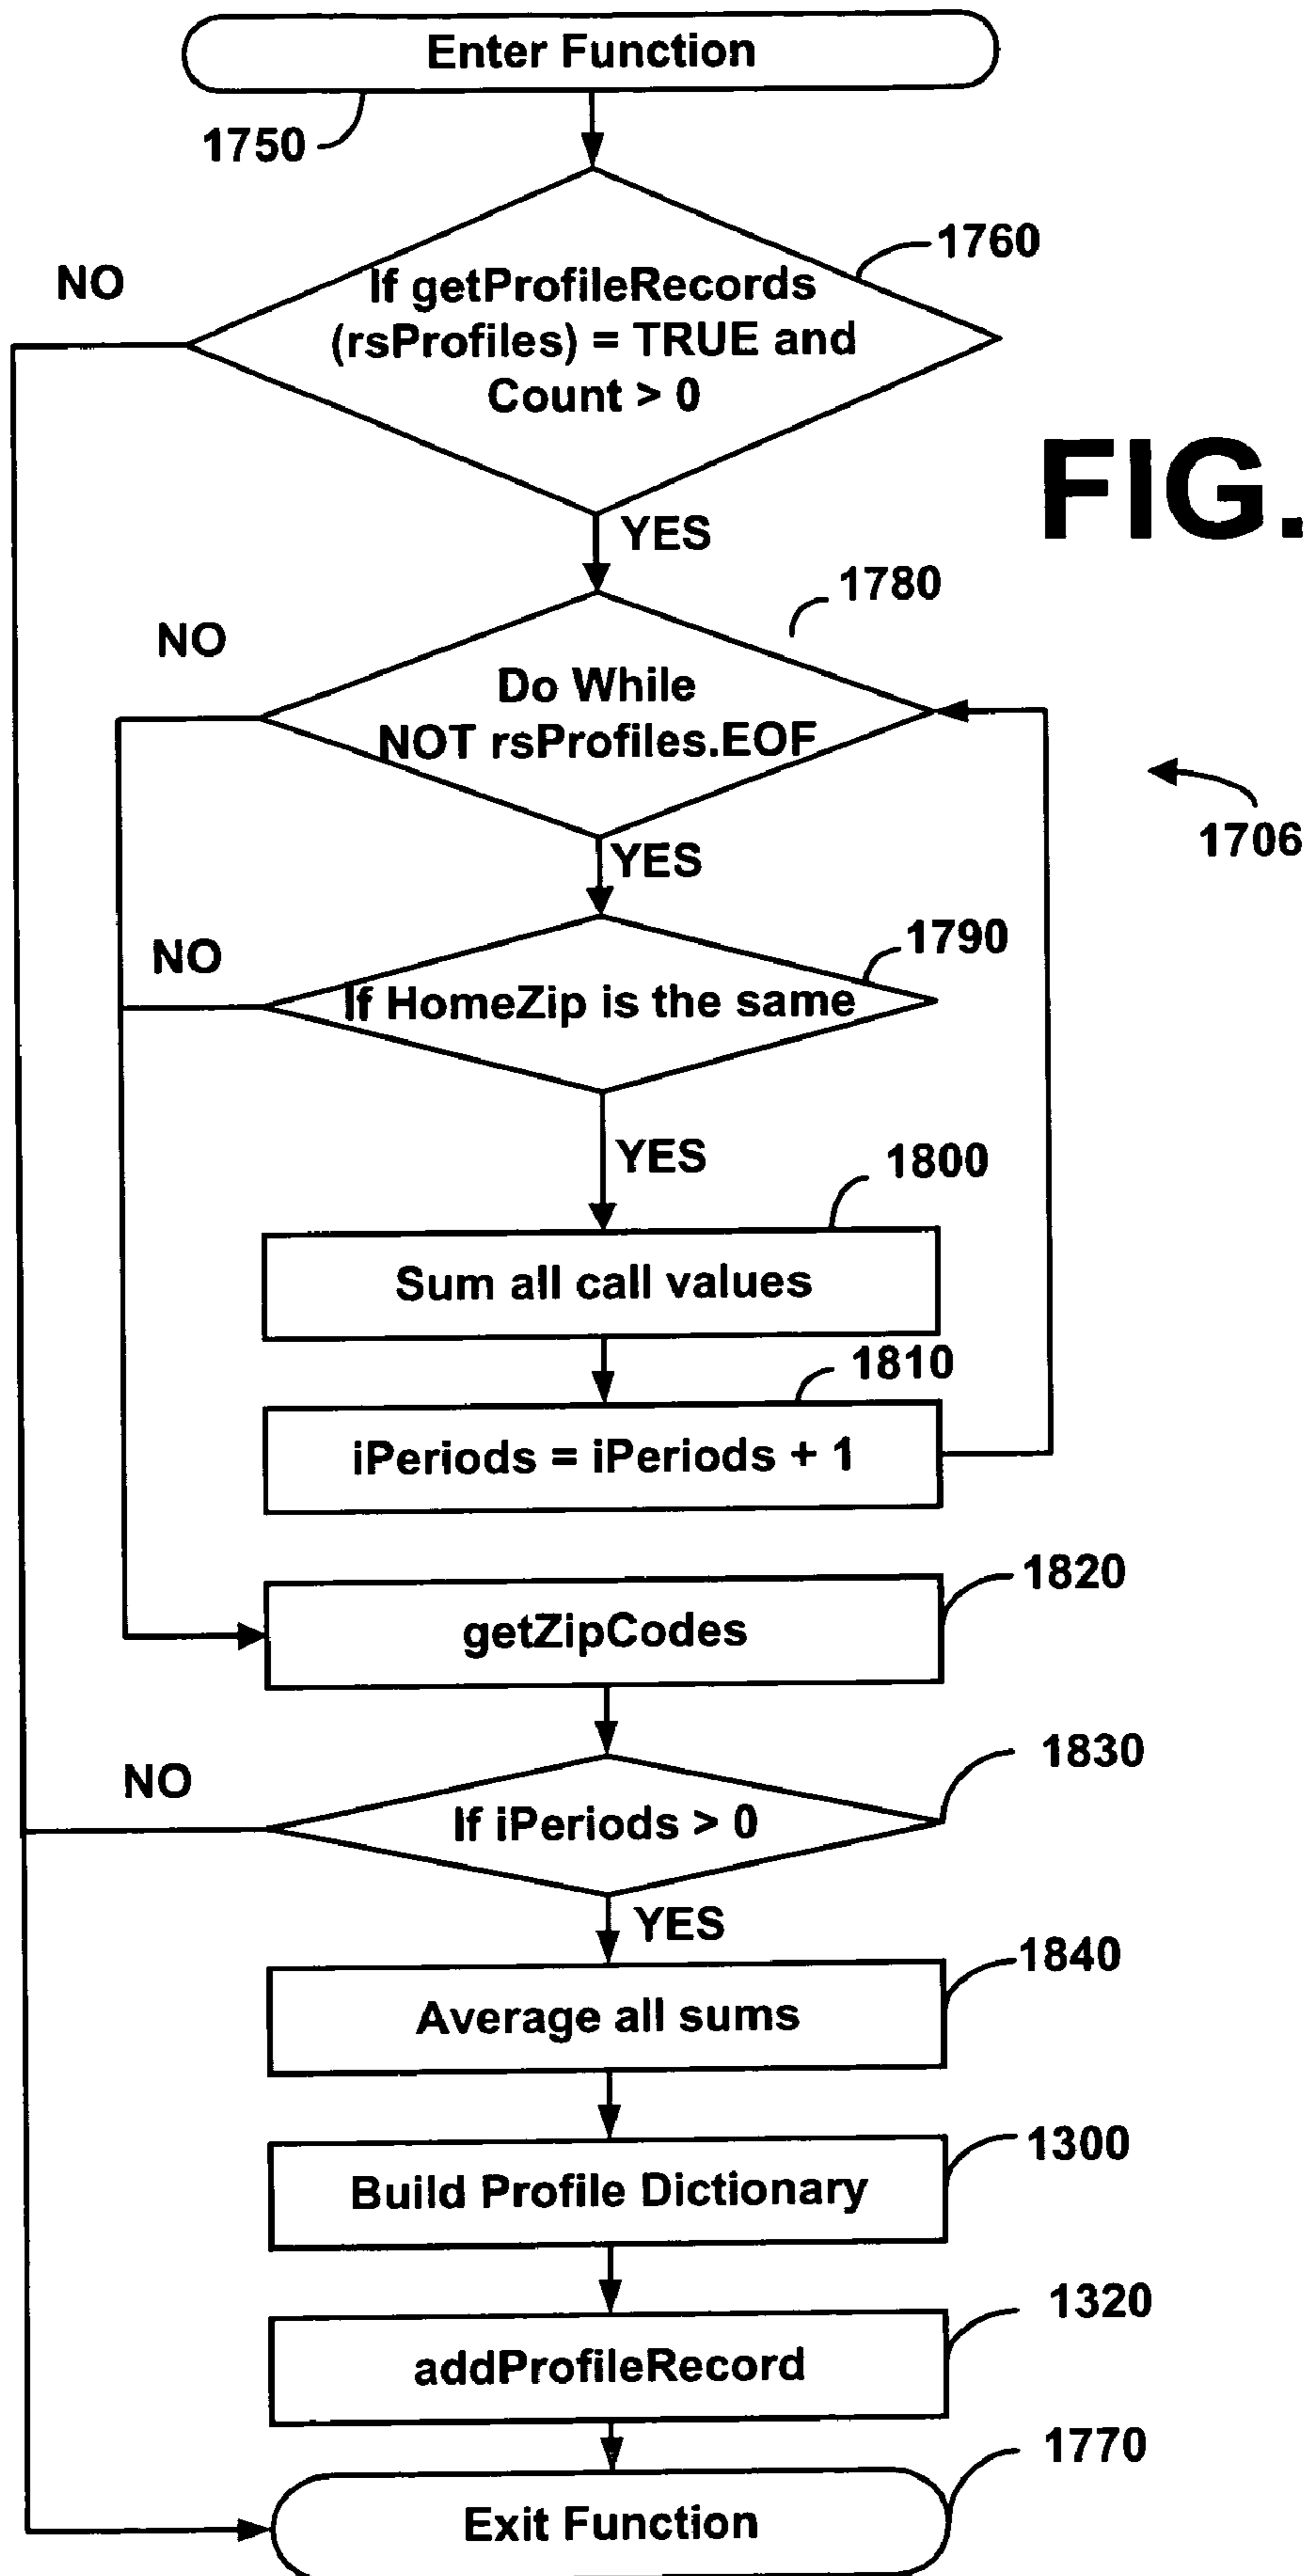 Enter Function
1750
1760
NO
If getProfileRecords
(rsProfiles) = TRUE and
Count > 0
FIG.
YES
1780
NO
Do While
NOT rsProfiles.EOF
1706
YES
1790
NO
If HomeZip is the same
YES
1800
Sum all call values
1810
iPeriods = iPeriods + 1
1820
getZipCodes
1830
NO
If iPeriods > 0
YES
1840
Average all sums
1300
Build Profile Dictionary
1320
addProfileRecord
1770
Exit Function